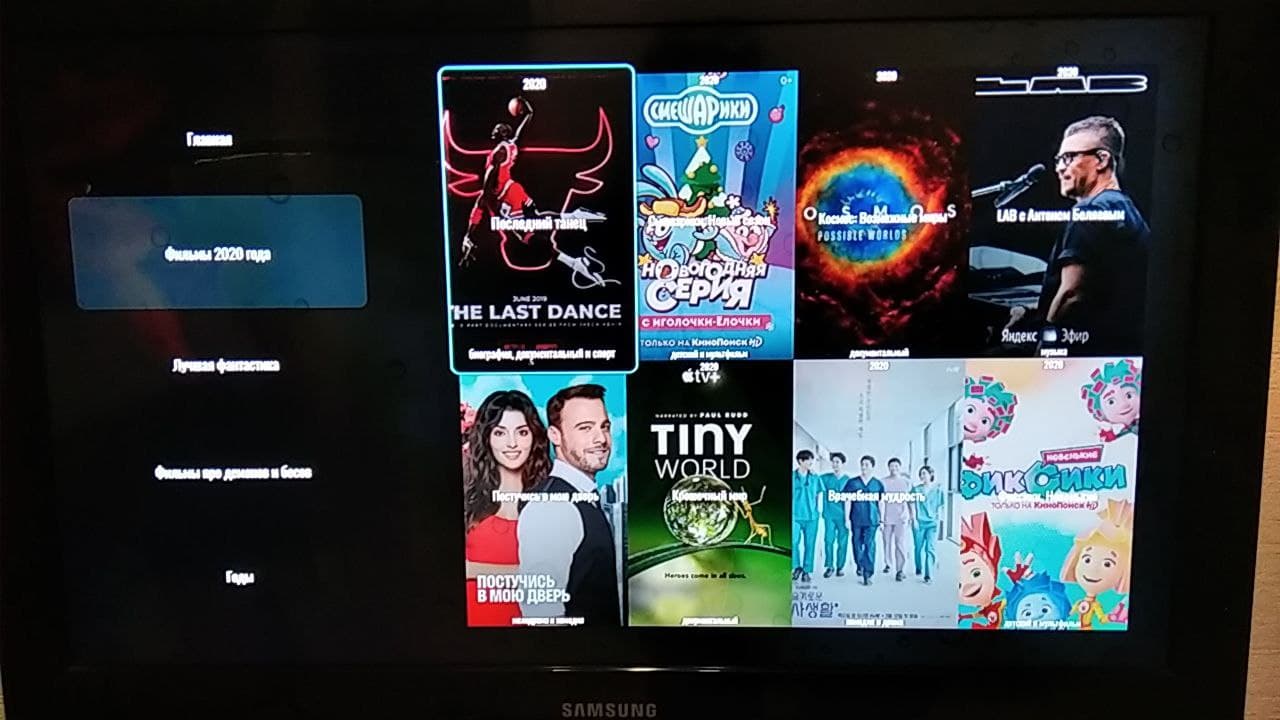 Главная
Фильмы 2020 года
Лучшая фантастика
Фильмы про демонов и бесов
Годы
2020
Последний танец
JUNE 2019
THE LAST DANCE
биография, документальный и спорт
2020
0+
СМЕШАРИКИ
Новый сезон
НОВОГОДНЯЯ
СЕРИЯ
С ИГОЛОЧКИ-ЕЛОЧКИ
ТОЛЬКО НА КиноПоиск HD
детский и мультфильм
2020
Космос: Возможные миры
POSSIBLE WORLDS
документальный
2020
LAB
LAB с Антоном Беляевым
Яндекс Эфир
музыка
Постучись в мою дверь
ПОСТУЧИСЬ
В МОЮ ДВЕРЬ
мелодрама и комедия
2020
tv+
NARRATED BY PAUL RUDD
TINY
WORLD
Крошечный мир
Heroes come in all sizes.
документальный
2020
Врачебная мудрость
사생활
комедия и драма
2020
НОВЕНЬКИЕ
ФИКСИКИ
ТОЛЬКО НА КиноПоиск HD
детский и мультфильм
SAMSUNG